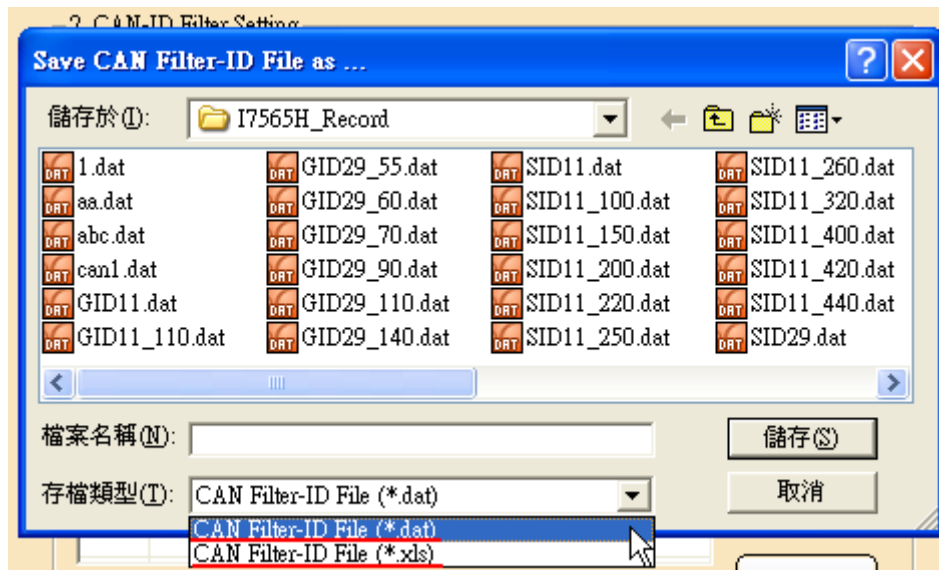 2. CAN-ID Filter Setting
Save CAN Filter-ID File as ...
儲存於(I): I7565H_Record
1.dat GID29_55.dat SID11.dat SID11_260.dat
aa.dat GID29_60.dat SID11_100.dat SID11_320.dat
abc.dat GID29_70.dat SID11_150.dat SID11_400.dat
can1.dat GID29_90.dat SID11_200.dat SID11_420.dat
GID11.dat GID29_110.dat SID11_220.dat SID11_440.dat
GID11_110.dat GID29_140.dat SID11_250.dat SID29.dat
檔案名稱(N): 儲存(S)
存檔類型(T): CAN Filter-ID File (*.dat) 取消
CAN Filter-ID File (*.dat)
CAN Filter-ID File (*.xls)